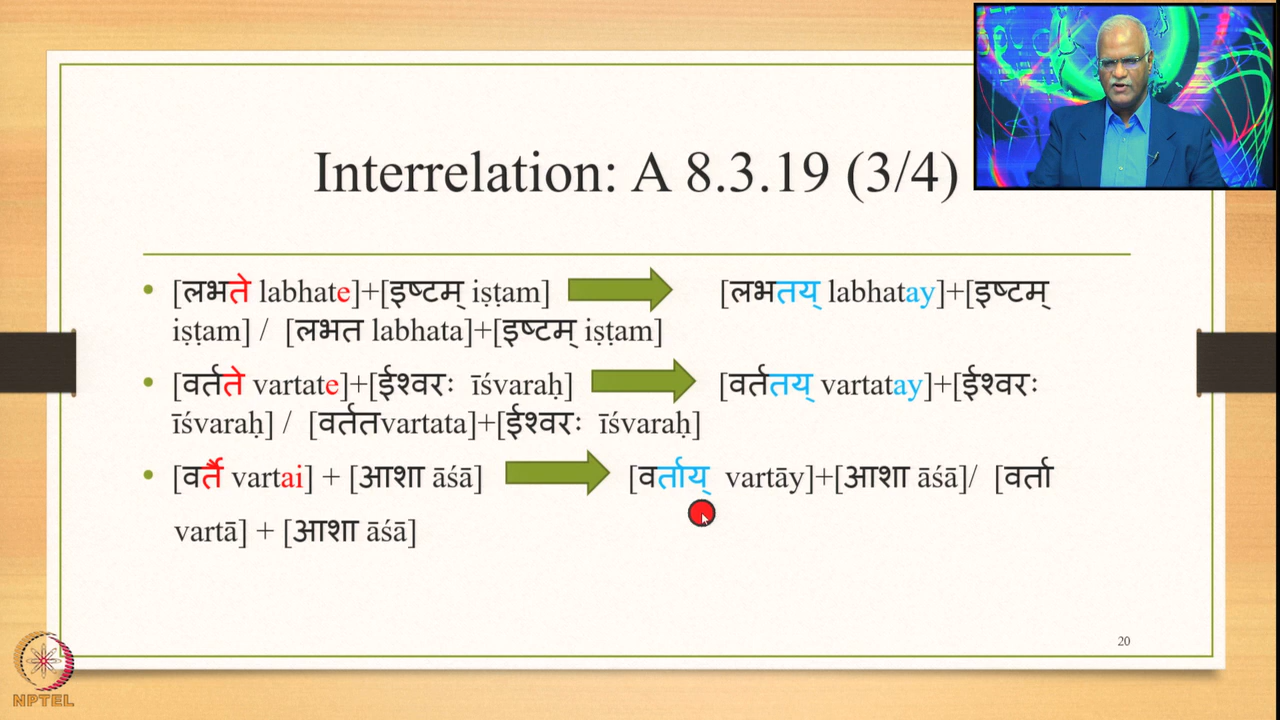 Interrelation: A 8.3.19 (3/4)
• [लभते labhate]+[इष्टम् iṣṭam] [लभतय् labhatay]+[इष्टम्
iṣṭam] / [लभत labhata]+[इष्टम् iṣṭam]
• [वर्तते vartate]+[ईश्वरः īśvaraḥ] [वर्ततय् vartatay]+[ईश्वरः
īśvaraḥ] / [वर्ततvartata]+[ईश्वरः īśvaraḥ]
• [वर्तै vartai] + [आशा āśā] [वर्ताय् vartāy]+[आशा āśā]/ [वर्ता
vartā] + [आशा āśā]
20
NPTEL